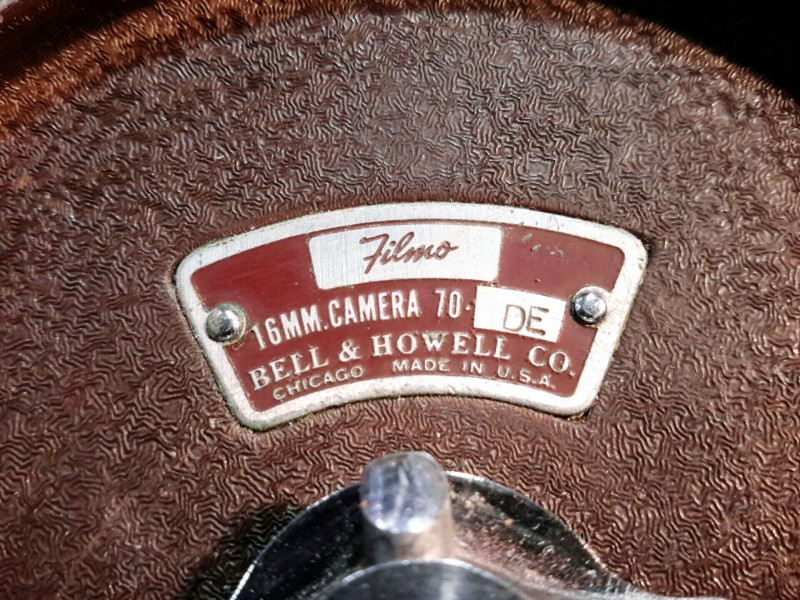 Filmo
16MM. CAMERA 70-DE
BELL & HOWELL CO.
CHICAGO MADE IN U.S.A.